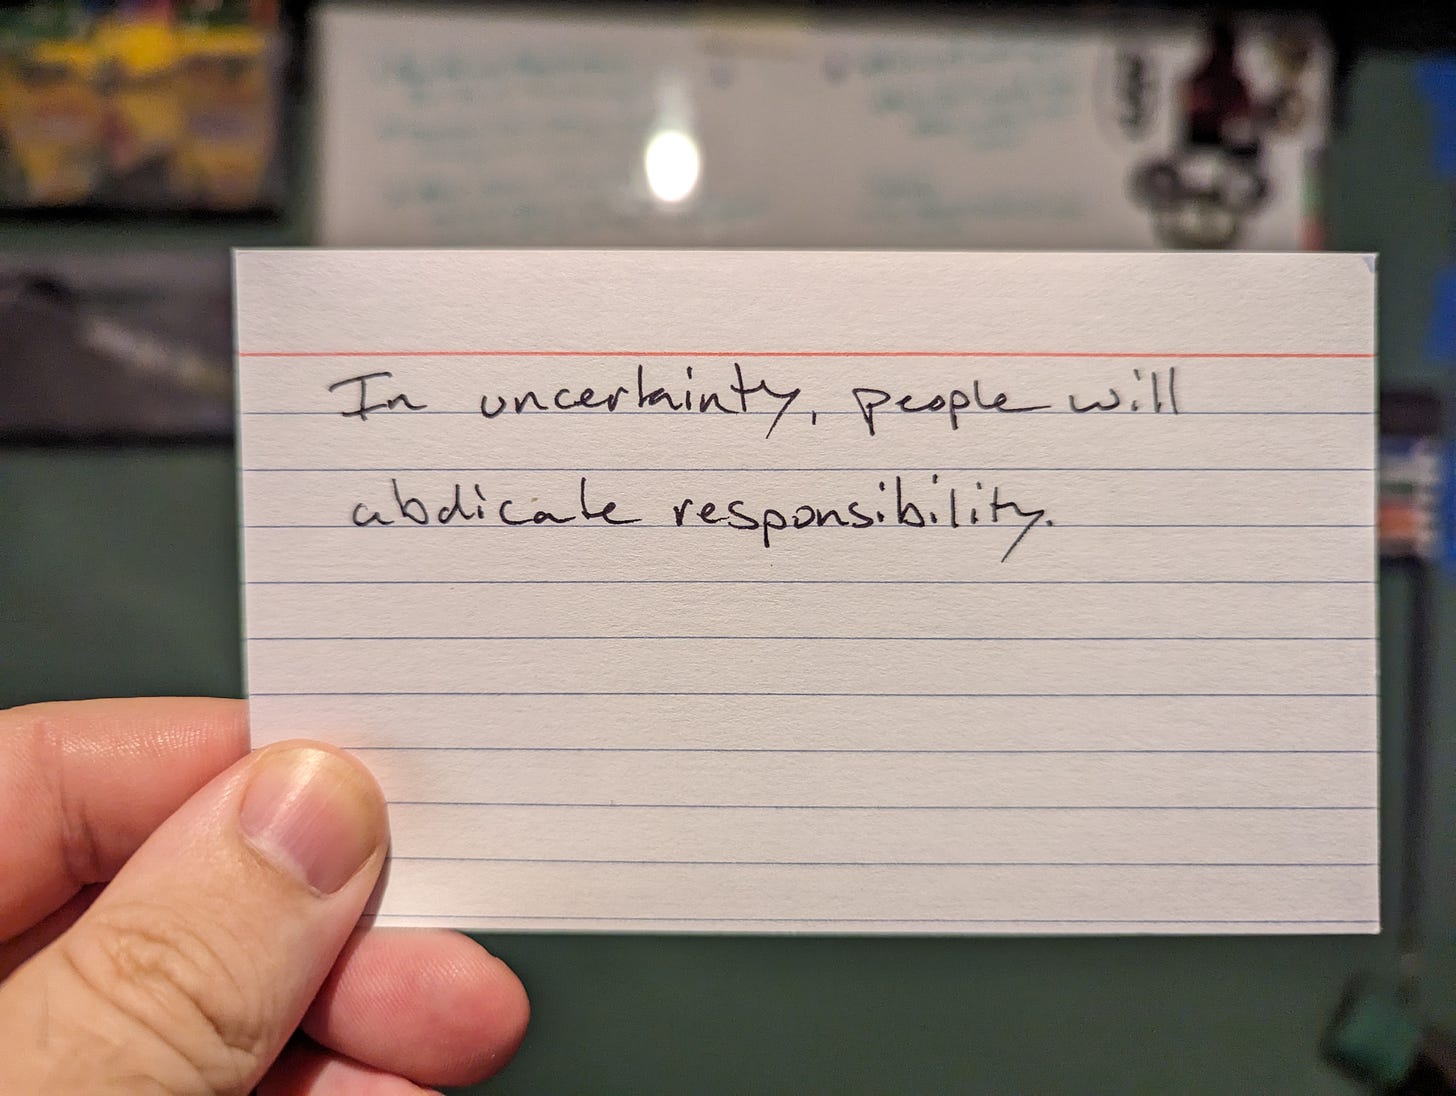 In uncertainty, people will
abdicate responsibility.